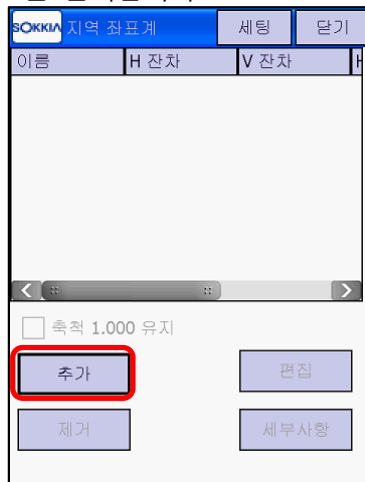 SOKKIA 지역 좌표계 세팅 닫기
이름 H 잔차 V 잔차 H
축척 1.000 유지
추가 편집
제거 세부사항